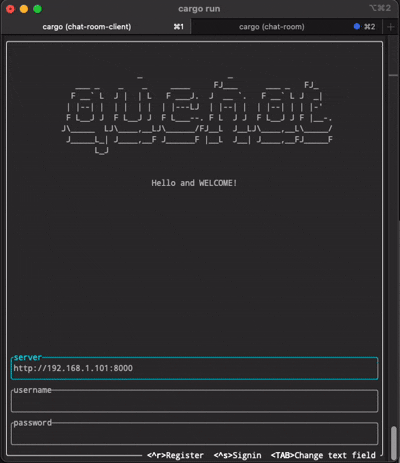 cargo run
⌥⌘2
cargo (chat-room-client) ⌘1
cargo (chat-room) ⌘2
quchat
Hello and WELCOME!
server
http://192.168.1.101:8000
username
password
<^r>Register <^s>Signin <TAB>Change text field